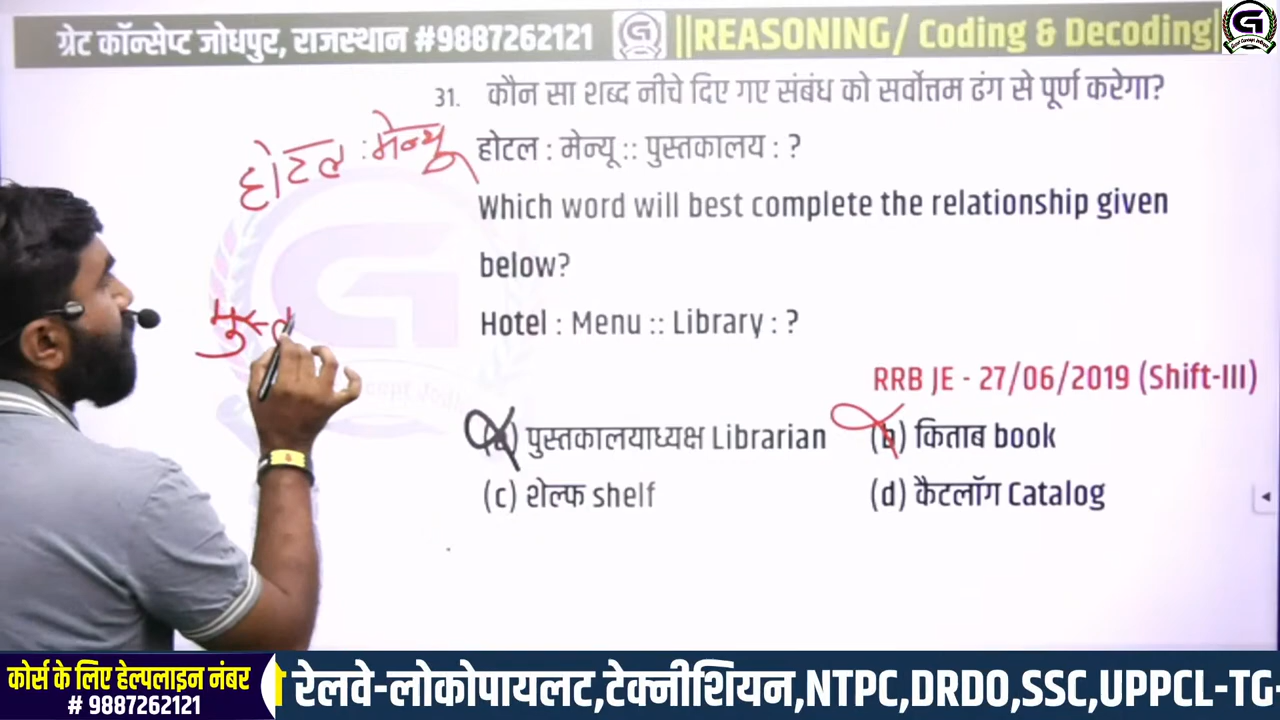 ग्रेट कॉन्सेप्ट जोधपुर, राजस्थान #9887262121
||REASONING/ Coding & Decoding||
31. कौन सा शब्द नीचे दिए गए संबंध को सर्वोत्तम ढंग से पूर्ण करेगा?
होटल : मेन्यू
होटल : मेन्यू :: पुस्तकालय : ?
Which word will best complete the relationship given
below?
पुस्त
Hotel : Menu :: Library : ?
RRB JE - 27/06/2019 (Shift-III)
(a) पुस्तकालयाध्यक्ष Librarian (b) किताब book
(c) शेल्फ shelf (d) कैटलॉग Catalog
कोर्स के लिए हेल्पलाइन नंबर
# 9887262121
रेलवे-लोकोपायलट,टेक्नीशियन,NTPC,DRDO,SSC,UPPCL-TG-